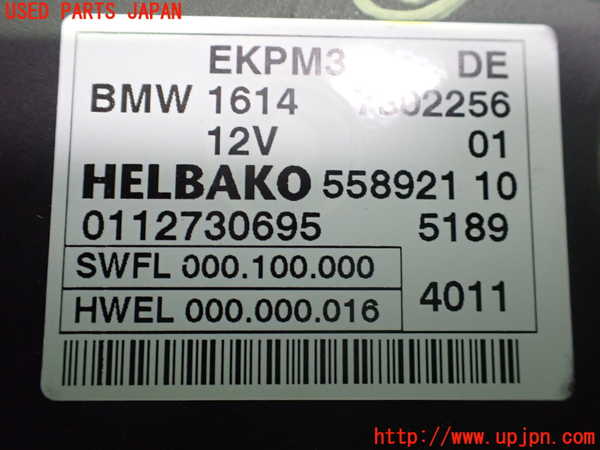 USED PARTS JAPAN
EKPM3 DE
BMW 1614 7302256
12V 01
HELBAKO 558921 10
0112730695 5189
SWFL 000.100.000
HWEL 000.000.016
4011
http://www.upjpn.com/